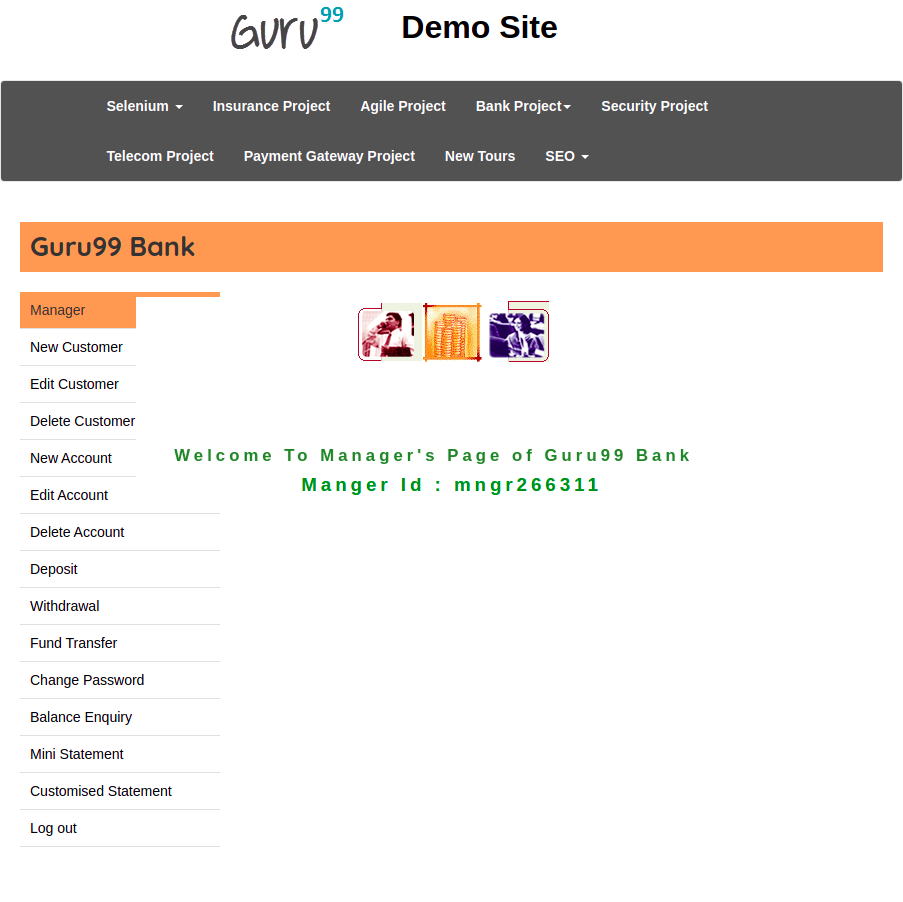 Guru99 Demo Site
Selenium Insurance Project Agile Project Bank Project Security Project
Telecom Project Payment Gateway Project New Tours SEO
Guru99 Bank
Manager
New Customer
Edit Customer
Delete Customer
New Account
Edit Account
Delete Account
Deposit
Withdrawal
Fund Transfer
Change Password
Balance Enquiry
Mini Statement
Customised Statement
Log out
Welcome To Manager's Page of Guru99 Bank
Manger Id : mngr266311